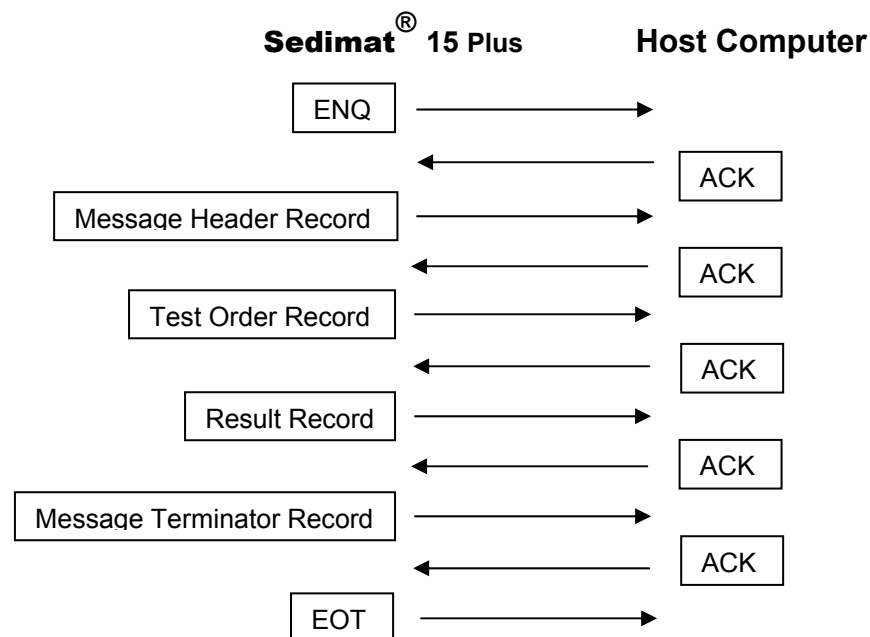 Sedimat® 15 Plus Host Computer
ENQ
ACK
Message Header Record
ACK
Test Order Record
ACK
Result Record
ACK
Message Terminator Record
ACK
EOT